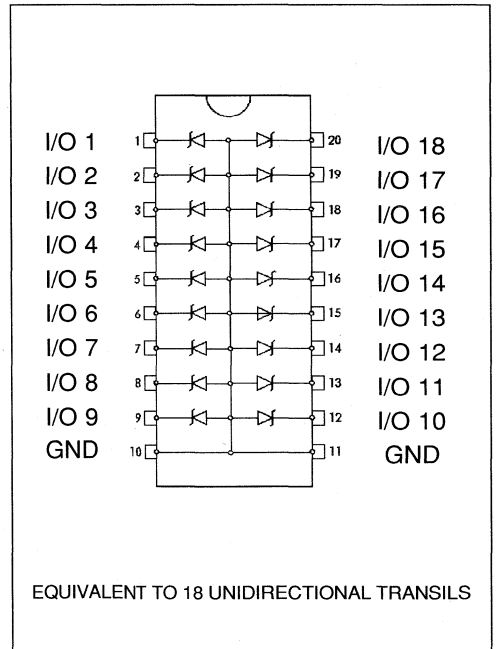 I/O 1 1 20 I/O 18
I/O 2 2 19 I/O 17
I/O 3 3 18 I/O 16
I/O 4 4 17 I/O 15
I/O 5 5 16 I/O 14
I/O 6 6 15 I/O 13
I/O 7 7 14 I/O 12
I/O 8 8 13 I/O 11
I/O 9 9 12 I/O 10
GND 10 11 GND
EQUIVALENT TO 18 UNIDIRECTIONAL TRANSILS